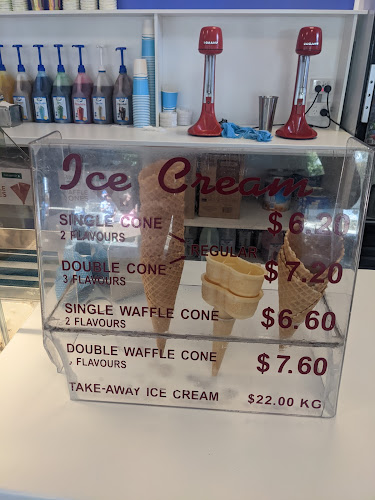 Ice Cream
SINGLE CONE $6.20
2 FLAVOURS
REGULAR
DOUBLE CONE $7.20
3 FLAVOURS
SINGLE WAFFLE CONE $6.60
2 FLAVOURS
DOUBLE WAFFLE CONE $7.60
FLAVOURS
TAKE-AWAY ICE CREAM $22.00 KG